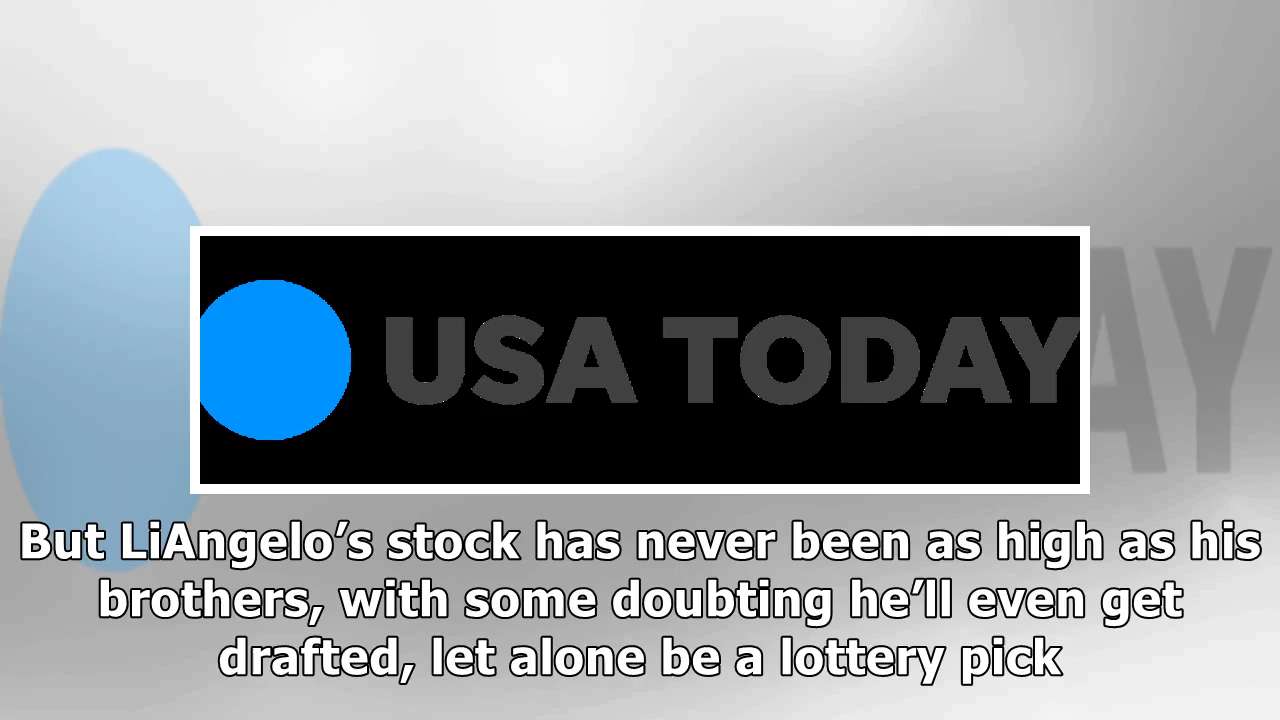 USA TODAY
AY
But LiAngelo’s stock has never been as high as his
brothers, with some doubting he’ll even get
drafted, let alone be a lottery pick